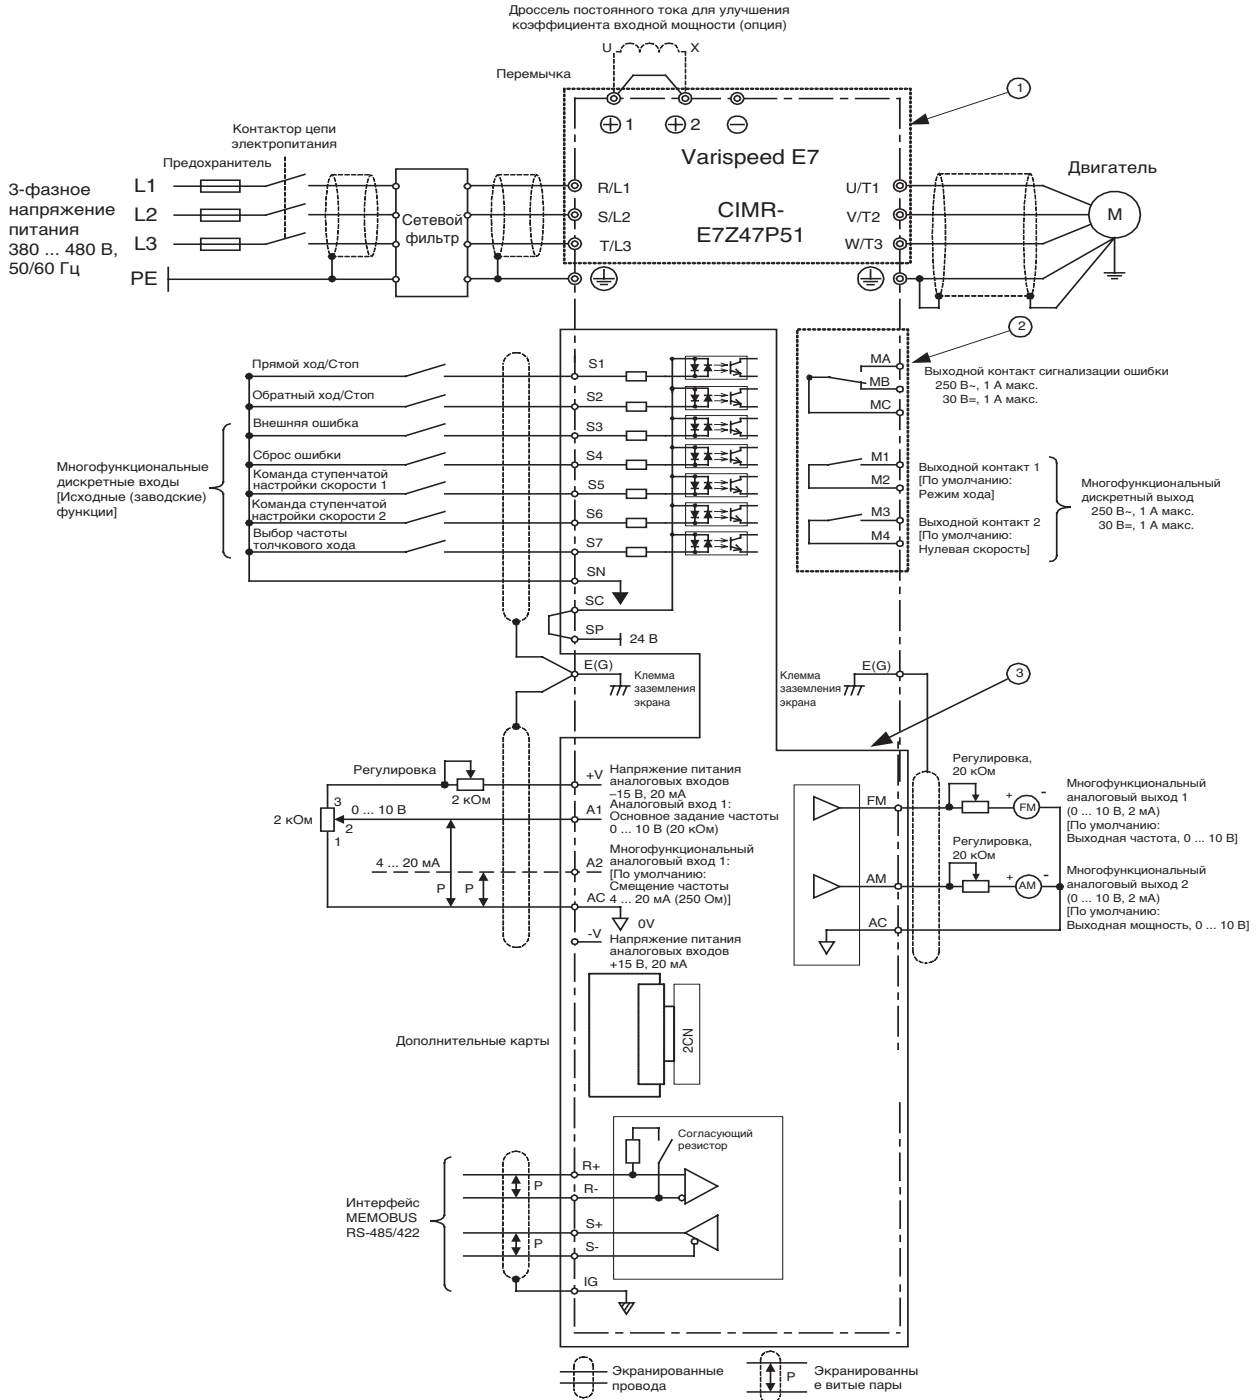 Дроссель постоянного тока для улучшения
коэффициента входной мощности (опция)
U
X
Перемычка
1
1
2
Varispeed E7
CIMR-
E7Z47P51
Контактор цепи
электропитания
Предохранитель
3-фазное
напряжение
питания
380 ... 480 В,
50/60 Гц
L1
L2
L3
PE
Сетевой
фильтр
R/L1
S/L2
T/L3
U/T1
V/T2
W/T3
Двигатель
M
2
Прямой ход/Стоп
S1
Обратный ход/Стоп
S2
Внешняя ошибка
S3
Сброс ошибки
S4
Команда ступенчатой
настройки скорости 1
S5
Команда ступенчатой
настройки скорости 2
S6
Выбор частоты
толчкового хода
S7
SN
SC
SP
24 В
Многофункциональные
дискретные входы
[Исходные (заводские)
функции]
MA
MB
MC
Выходной контакт сигнализации ошибки
250 В~, 1 А макс.
30 В=, 1 А макс.
M1
M2
Выходной контакт 1
[По умолчанию:
Режим хода]
M3
M4
Выходной контакт 2
[По умолчанию:
Нулевая скорость]
Многофункциональный
дискретный выход
250 В~, 1 А макс.
30 В=, 1 А макс.
E(G)
Клемма
заземления
экрана
Клемма
заземления
экрана
E(G)
3
Регулировка
2 кОм
2 кОм
3
2
1
0 ... 10 В
4 ... 20 мА
P
P
+V
Напряжение питания
аналоговых входов
–15 В, 20 мА
A1
Аналоговый вход 1:
Основное задание частоты
0 ... 10 В (20 кОм)
A2
Многофункциональный
аналоговый вход 1:
[По умолчанию:
Смещение частоты
4 ... 20 мА (250 Ом)]
AC
0V
-V
Напряжение питания
аналоговых входов
+15 В, 20 мА
FM
Регулировка,
20 кОм
+
FM
-
Многофункциональный
аналоговый выход 1
(0 ... 10 В, 2 мА)
[По умолчанию:
Выходная частота, 0 ... 10 В]
AM
Регулировка,
20 кОм
+
AM
-
Многофункциональный
аналоговый выход 2
(0 ... 10 В, 2 мА)
[По умолчанию:
Выходная мощность, 0 ... 10 В]
AC
Дополнительные карты
2CN
Согласующий
резистор
Интерфейс
MEMOBUS
RS-485/422
R+
P
R-
S+
P
S-
IG
Экранированные
провода
P
Экранированны
е витые пары